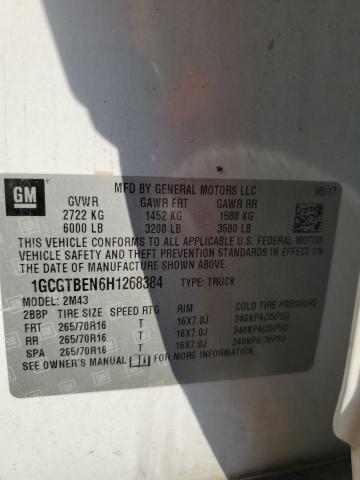 GM
MFD BY GENERAL MOTORS LLC 05/17
GVWR GAWR FRT GAWR RR
2722 KG 1452 KG 1588 KG
6000 LB 3200 LB 3500 LB
THIS VEHICLE CONFORMS TO ALL APPLICABLE U.S. FEDERAL MOTOR
VEHICLE SAFETY STANDARDS IN EFFECT ON THE DATE OF
MANUFACTURE SHOWN ABOVE.
1GCGTBEN6H1268384 TYPE: TRUCK
MODEL: 2M43
2BBP TIRE SIZE SPEED RTG RIM COLD TIRE PRESSURE
FRT 265/70R16 T 16X7.0J 240KPA(35PSI)
RR 265/70R16 T 16X7.0J 240KPA(35PSI)
SPA 265/70R16 T 16X7.0J 240KPA(35PSI)
SEE OWNER'S MANUAL FOR ADDITIONAL INFORMATION.